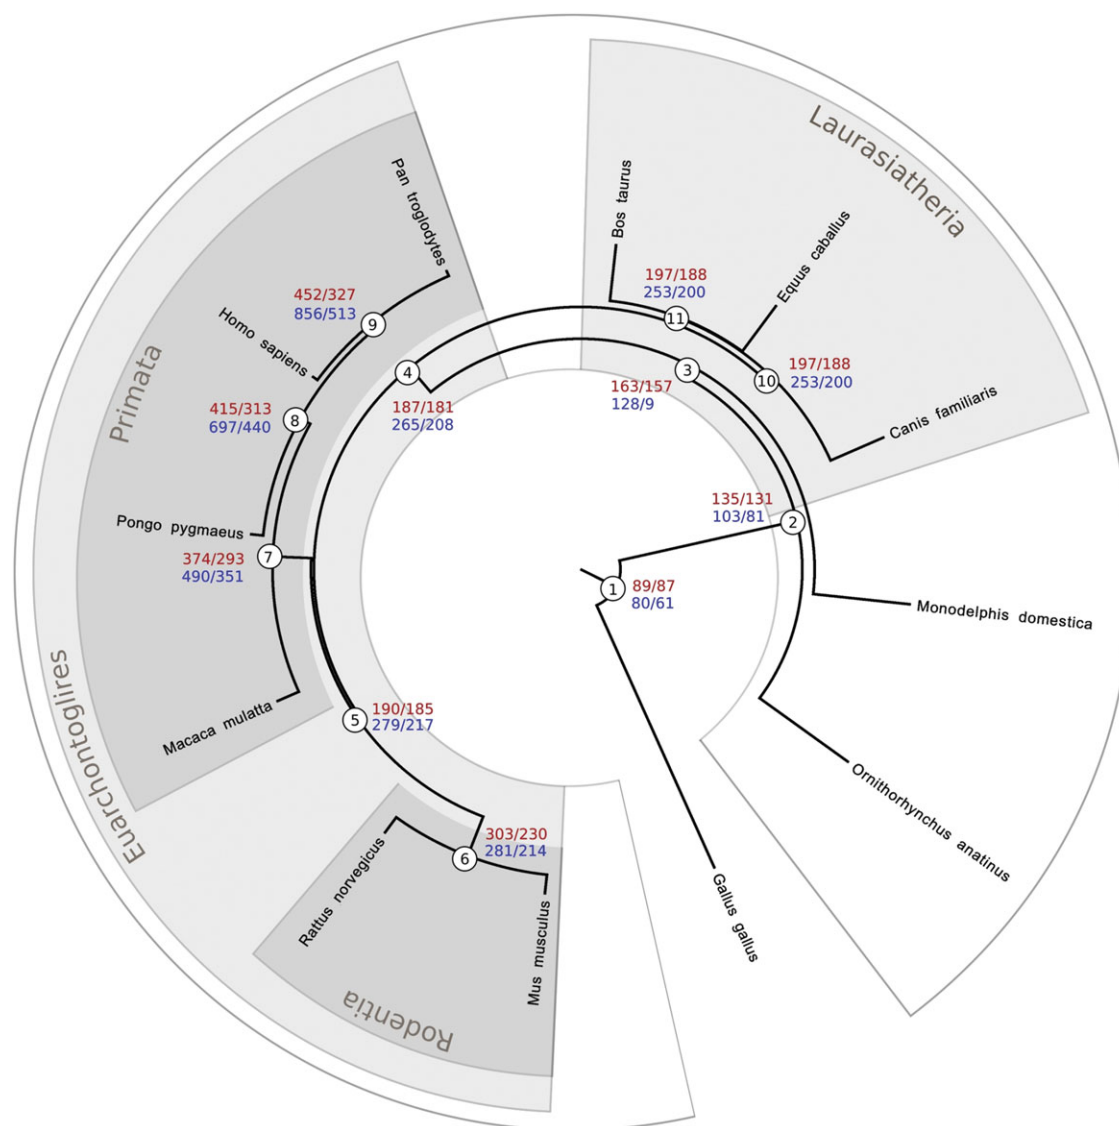 Laurasiatheria
Pan troglodytes
Bos taurus
Equus caballus
197/188
253/200
11
452/327
856/513
9
Homo sapiens
4
3
197/188
253/200
10
Primata
163/157
128/9
187/181
265/208
415/313
697/440
8
Canis familiaris
135/131
103/81
2
Pongo pygmaeus
374/293
490/351
7
1
89/87
80/61
Monodelphis domestica
Euarchontoglires
Macaca mulatta
5
190/185
279/217
Ornithorhynchus anatinus
303/230
281/214
6
Rattus norvegicus
Mus musculus
Gallus gallus
Rodentia